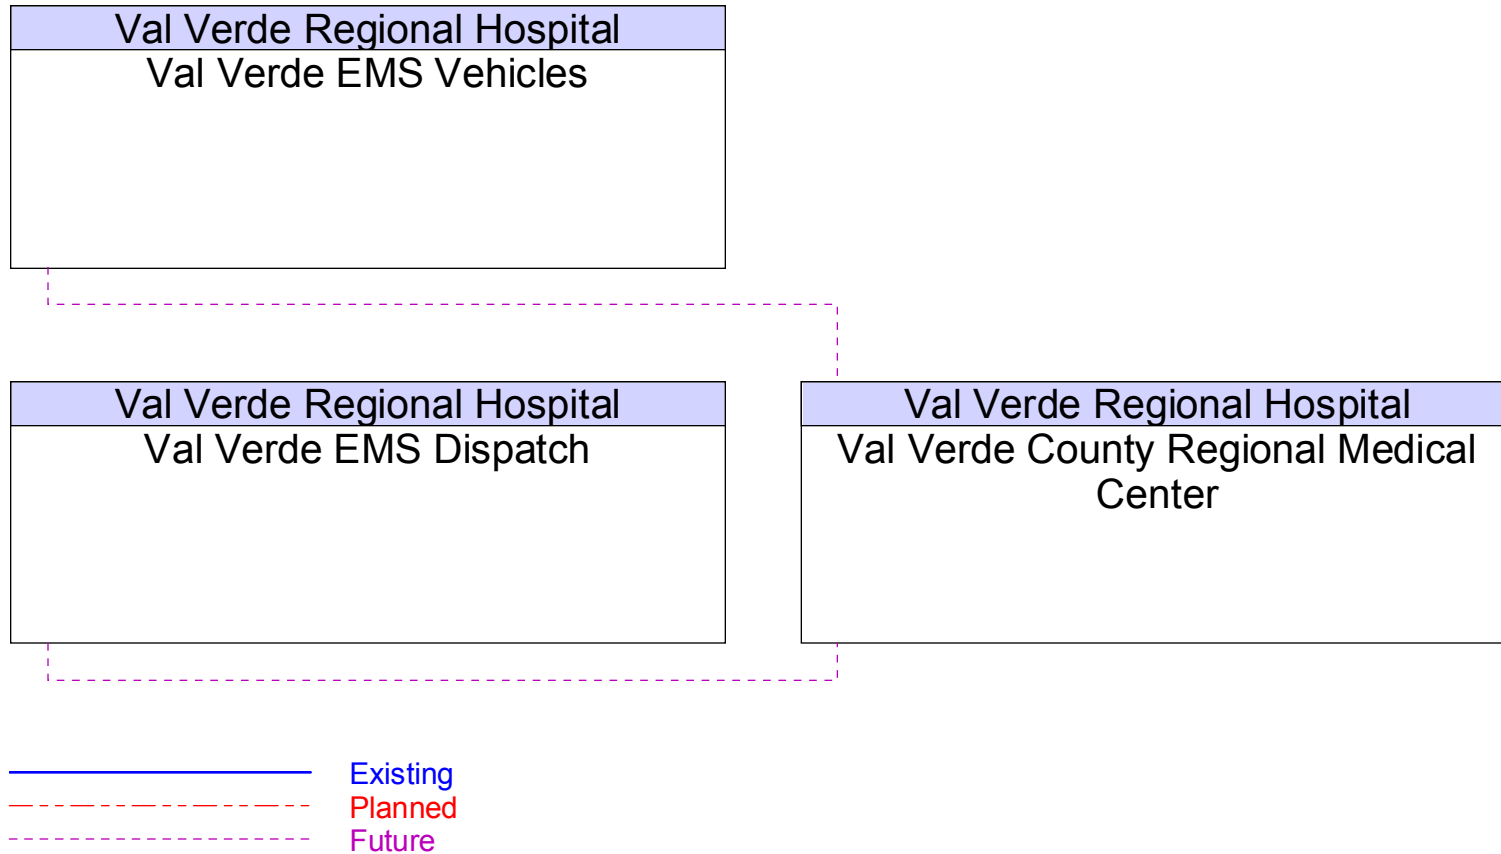 Val Verde Regional Hospital
Val Verde EMS Vehicles
Val Verde Regional Hospital
Val Verde EMS Dispatch
Val Verde Regional Hospital
Val Verde County Regional Medical
Center
Existing
Planned
Future